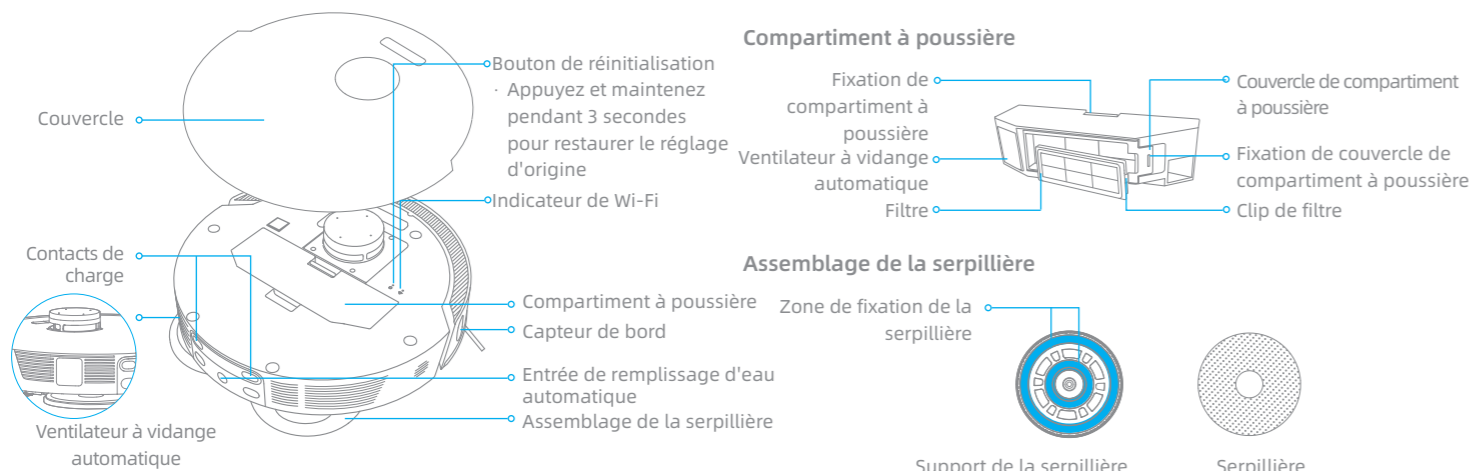 Couvercle
Bouton de réinitialisation
· Appuyez et maintenez
pendant 3 secondes
pour restaurer le réglage
d'origine
Indicateur de Wi-Fi
Contacts de
charge
Compartiment à poussière
Capteur de bord
Entrée de remplissage d'eau
automatique
Assemblage de la serpillière
Ventilateur à vidange
automatique
Compartiment à poussière
Fixation de
compartiment à
poussière
Ventilateur à vidange
automatique
Filtre
Couvercle de compartiment
à poussière
Fixation de couvercle de
compartiment à poussière
Clip de filtre
Assemblage de la serpillière
Zone de fixation de la
serpillière
Support de la serpillière
Serpillière